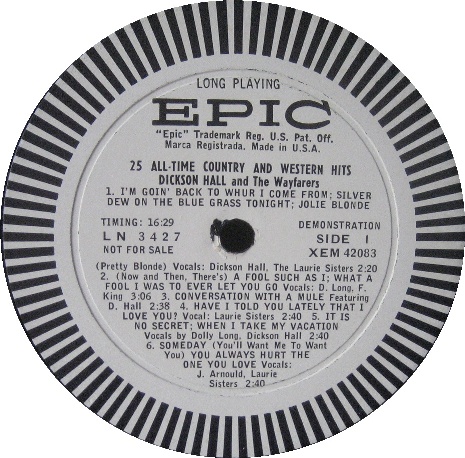 LONG PLAYING
EPIC
"Epic" Trademark Reg. U.S. Pat. Off.
Marca Registrada. Made in U.S.A.
25 ALL-TIME COUNTRY AND WESTERN HITS
DICKSON HALL and The Wayfarers
1. I'M GOIN' BACK TO WHUR I COME FROM; SILVER
DEW ON THE BLUE GRASS TONIGHT; JOLIE BLONDE
TIMING: 16:29
LN 3427
NOT FOR SALE
DEMONSTRATION
SIDE I
XEM 42083
(Pretty Blonde) Vocals: Dickson Hall, The Laurie Sisters 2:20
2. (Now and Then, There's) A FOOL SUCH AS I; WHAT A
FOOL I WAS TO EVER LET YOU GO Vocals: D. Long, F.
King 3:06 3. CONVERSATION WITH A MULE Featuring
D. Hall 2:38 4. HAVE I TOLD YOU LATELY THAT I
LOVE YOU? Vocal: Laurie Sisters 2:40 5. IT IS
NO SECRET; WHEN I TAKE MY VACATION
Vocals by Dolly Long, Dickson Hall 2:40
6. SOMEDAY (You'll Want Me To Want
You) YOU ALWAYS HURT THE
ONE YOU LOVE Vocals:
J. Arnould, Laurie
Sisters 2:40